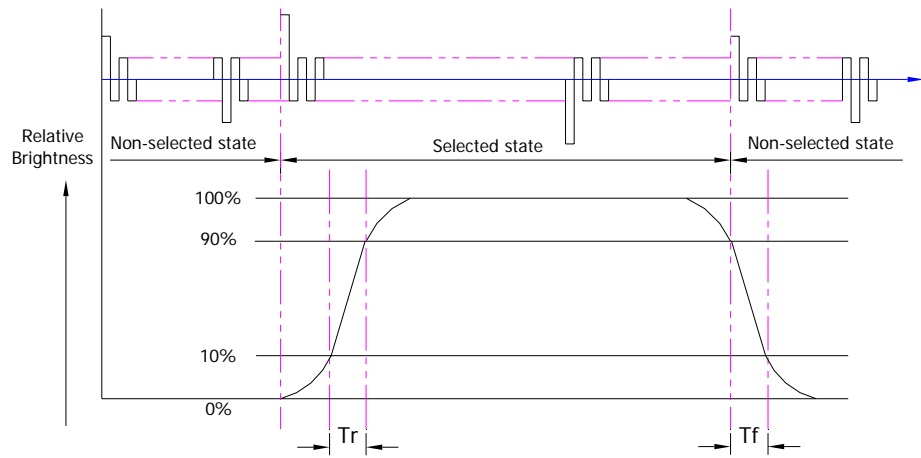 Relative
Brightness
Non-selected state
Selected state
Non-selected state
100%
90%
10%
0%
Tr
Tf